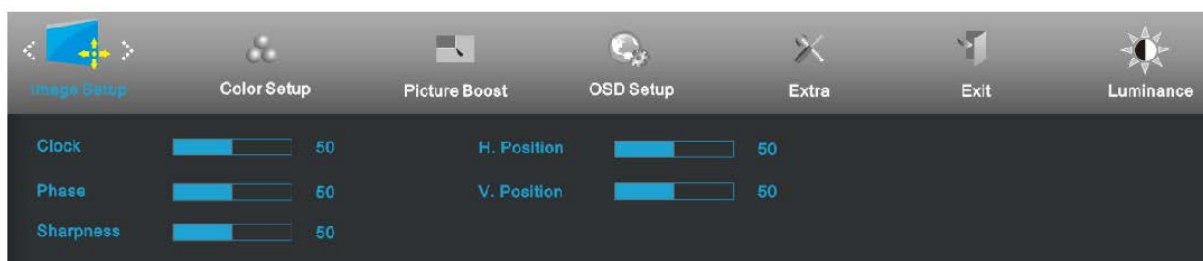 Image Setup Color Setup Picture Boost OSD Setup Extra Exit Luminance
Clock 50 H. Position 50
Phase 50 V. Position 50
Sharpness 50